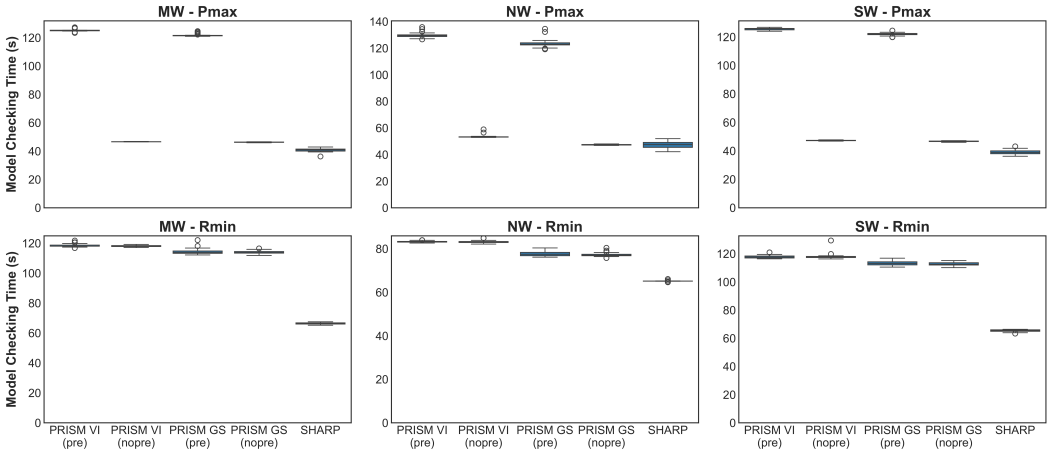 MW - Pmax
NW - Pmax
SW - Pmax
Model Checking Time (s)
120
100
80
60
40
20
0
140
120
100
80
60
40
20
0
120
100
80
60
40
20
0
MW - Rmin
NW - Rmin
SW - Rmin
Model Checking Time (s)
120
100
80
60
40
20
0
80
60
40
20
0
120
100
80
60
40
20
0
PRISM VI PRISM VI PRISM GS PRISM GS SHARP
(pre) (nopre) (pre) (nopre)
PRISM VI PRISM VI PRISM GS PRISM GS SHARP
(pre) (nopre) (pre) (nopre)
PRISM VI PRISM VI PRISM GS PRISM GS SHARP
(pre) (nopre) (pre) (nopre)